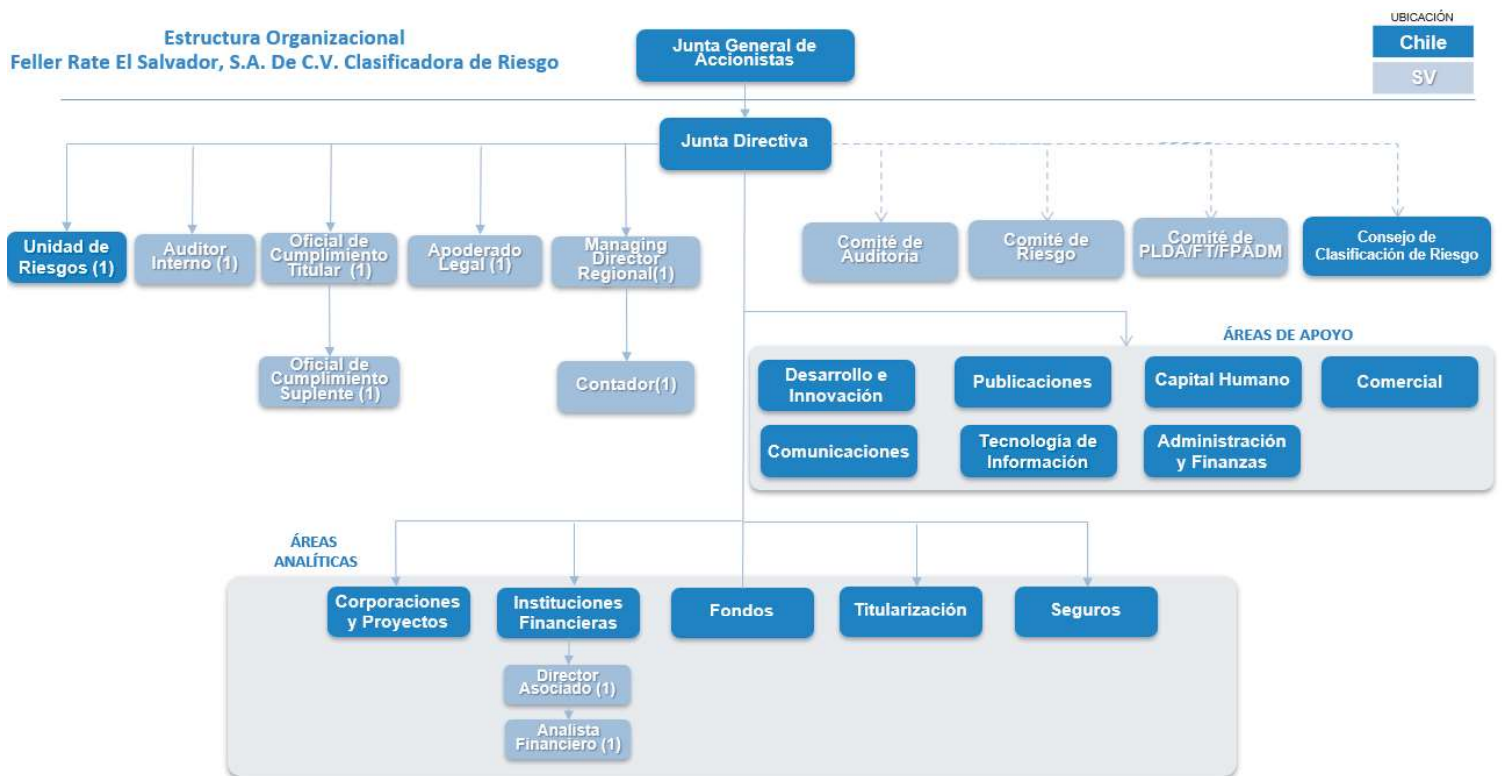 Estructura Organizacional
Feller Rate El Salvador, S.A. De C.V. Clasificadora de Riesgo
UBICACIÓN
Chile
SV
Junta General de
Accionistas
Junta Directiva
Unidad de
Riesgos (1)
Auditor
Interno (1)
Oficial de
Cumplimiento
Titular (1)
Apoderado
Legal (1)
Managing
Director
Regional(1)
Comité de
Auditoria
Comité de
Riesgo
Comité de
PLDA/FT/FPADM
Consejo de
Clasificación de Riesgo
Oficial de
Cumplimiento
Suplente (1)
Contador(1)
ÁREAS DE APOYO
Desarrollo e
Innovación
Publicaciones
Capital Humano
Comercial
Comunicaciones
Tecnología de
Información
Administración
y Finanzas
ÁREAS
ANALÍTICAS
Corporaciones
y Proyectos
Instituciones
Financieras
Fondos
Titularización
Seguros
Director
Asociado (1)
Analista
Financiero (1)